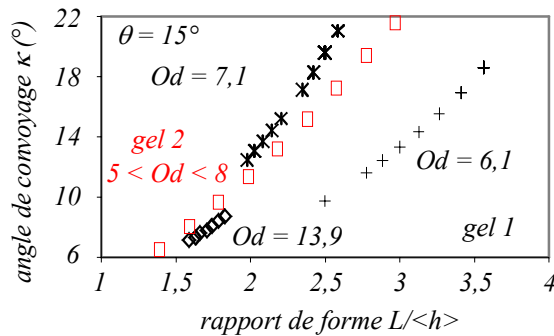 angle de convoyage κ (°)
22
18
14
10
6
θ = 15°
Od = 7,1
gel 2
5 < Od < 8
Od = 6,1
Od = 13,9
gel 1
1
1,5
2
2,5
3
3,5
4
rapport de forme L/<h>